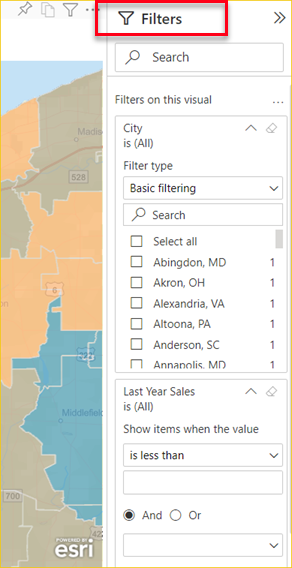 Filters
Search
Filters on this visual ...
City
is (All)
Filter type
Basic filtering
Search
Select all
Abingdon, MD 1
Akron, OH 1
Alexandria, VA 1
Altoona, PA 1
Anderson, SC 1
Annapolis, MD 1
Last Year Sales
is (All)
Show items when the value
is less than
And Or
528
6
Middlefield
700
422
POWERED BY
esri